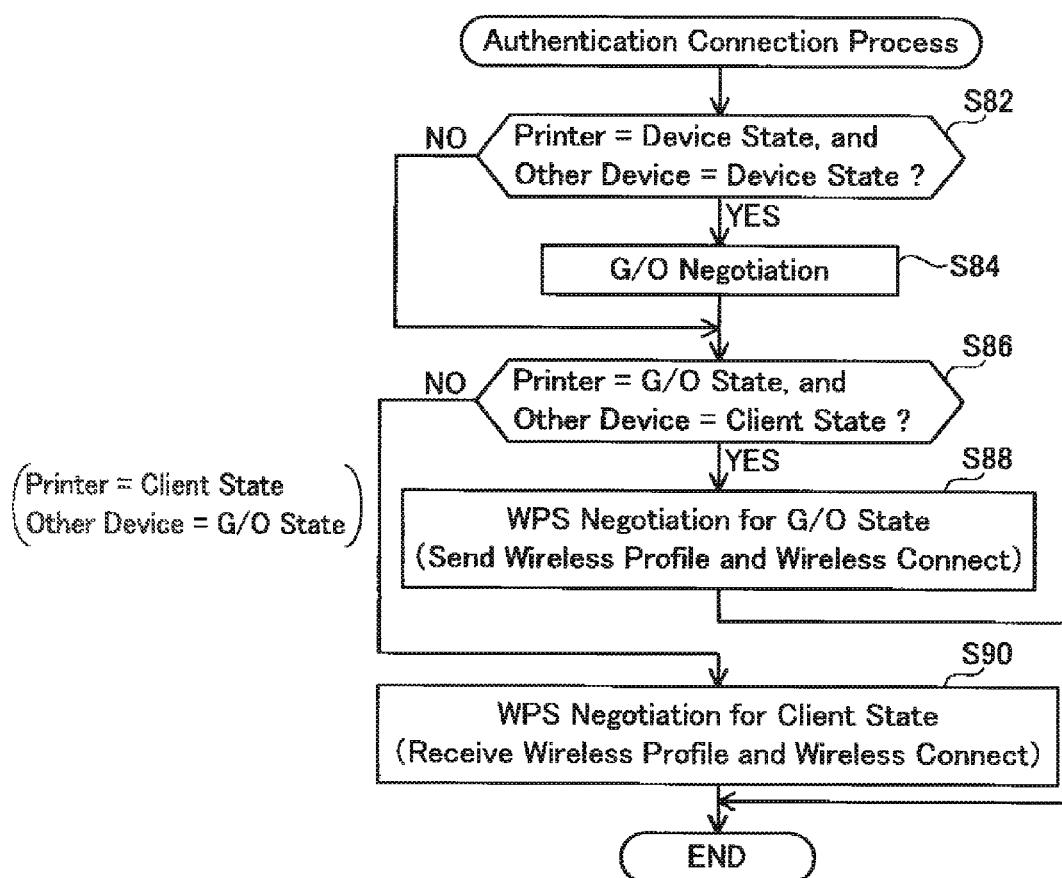 Authentication Connection Process
S82
NO
Printer = Device State, and
Other Device = Device State ?
YES
G/O Negotiation
S84
S86
NO
Printer = G/O State, and
Other Device = Client State ?
YES
S88
(Printer = Client State
Other Device = G/O State)
WPS Negotiation for G/O State
(Send Wireless Profile and Wireless Connect)
S90
WPS Negotiation for Client State
(Receive Wireless Profile and Wireless Connect)
END